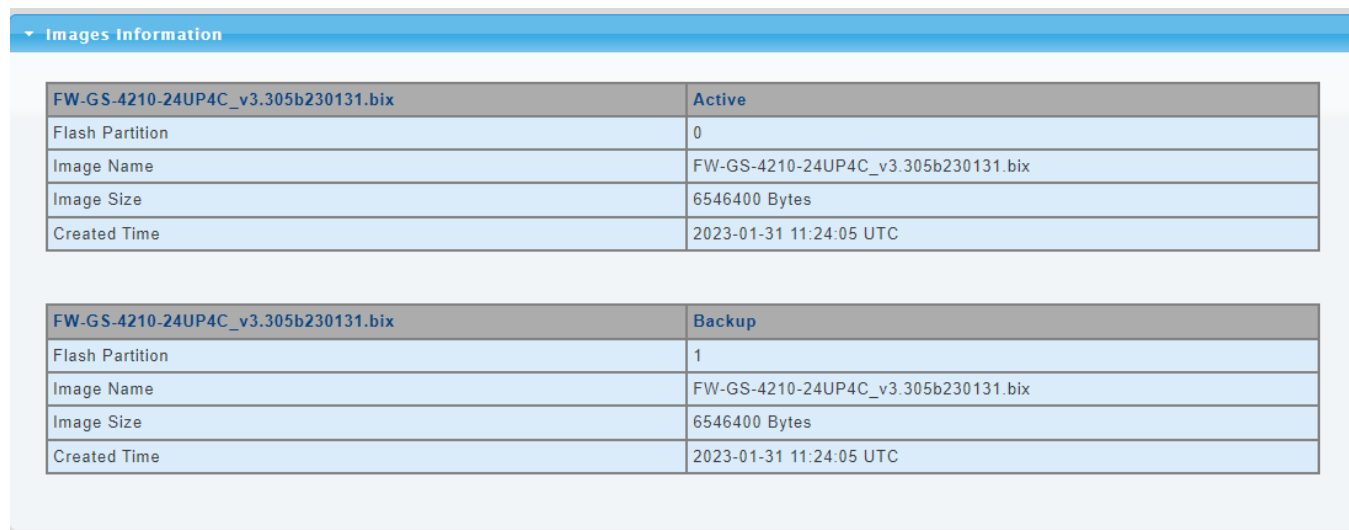 Images Information
FW-GS-4210-24UP4C_v3.305b230131.bix Active
Flash Partition 0
Image Name FW-GS-4210-24UP4C_v3.305b230131.bix
Image Size 6546400 Bytes
Created Time 2023-01-31 11:24:05 UTC
FW-GS-4210-24UP4C_v3.305b230131.bix Backup
Flash Partition 1
Image Name FW-GS-4210-24UP4C_v3.305b230131.bix
Image Size 6546400 Bytes
Created Time 2023-01-31 11:24:05 UTC